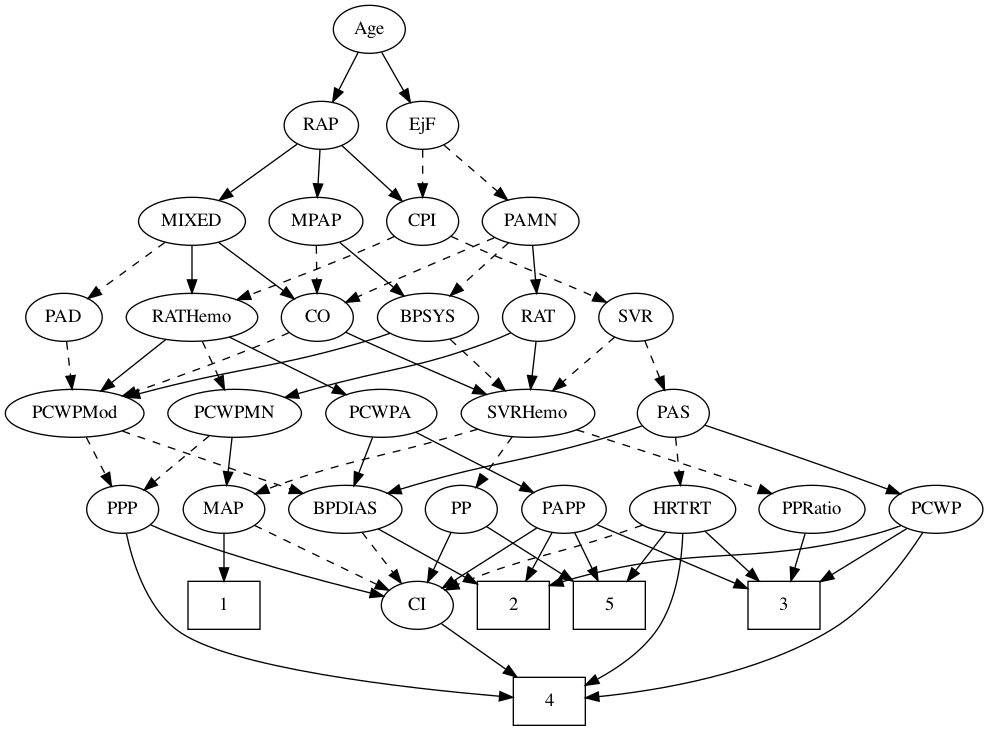 Age
RAP EjF
MIXED MPAP CPI PAMN
PAD RATHemo CO BPSYS RAT SVR
PCWPMod PCWPMN PCWPA SVRHemo PAS
PPP MAP BPDIAS PP PAPP HRTRT PPRatio PCWP
1 CI 2 5 3
4